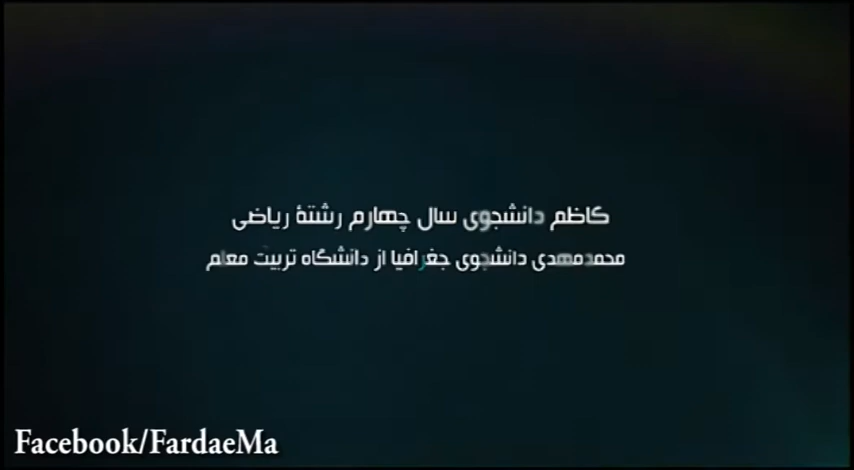 کاظم دانشجوی سال چهارم رشتهٔ ریاضی
محمدمهدی دانشجوی جغرافیا از دانشگاه تربیت معلم
Facebook/FardaeMa